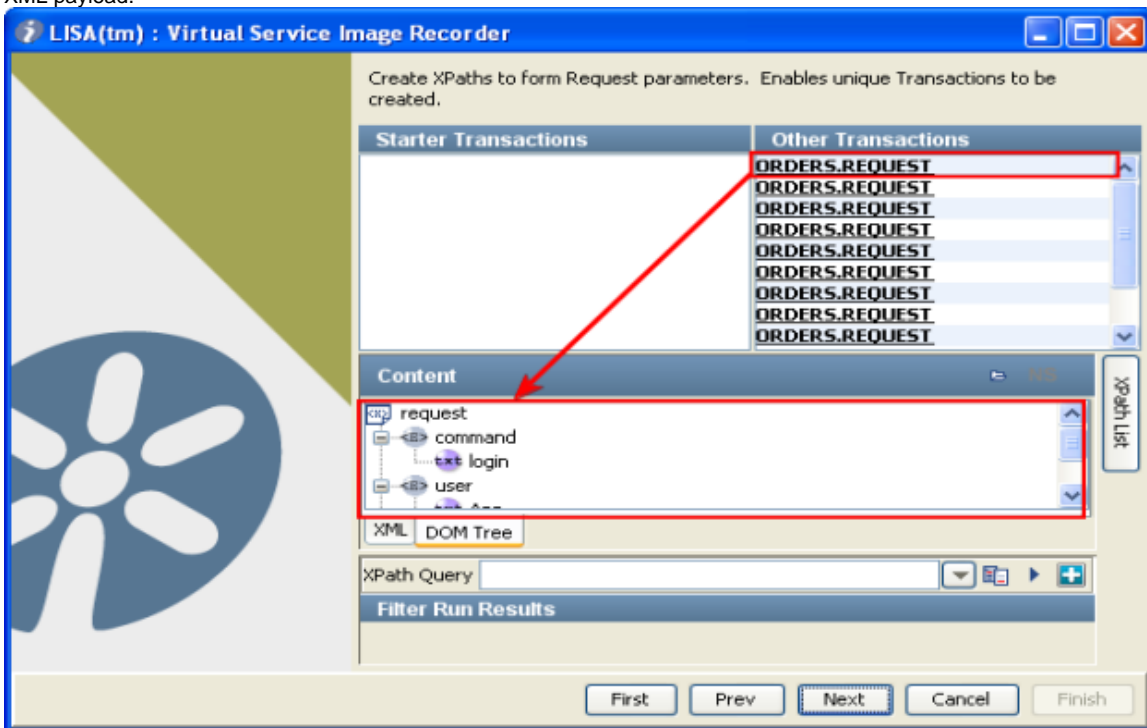 XML payload.
LISA(tm) : Virtual Service Image Recorder
Create XPaths to form Request parameters. Enables unique Transactions to be
created.
Starter Transactions
Other Transactions
ORDERS.REQUEST
ORDERS.REQUEST
ORDERS.REQUEST
ORDERS.REQUEST
ORDERS.REQUEST
ORDERS.REQUEST
ORDERS.REQUEST
ORDERS.REQUEST
ORDERS.REQUEST
Content
XPath List
request
<E> command
txt login
<E> user
XML
DOM Tree
XPath Query
Filter Run Results
First
Prev
Next
Cancel
Finish